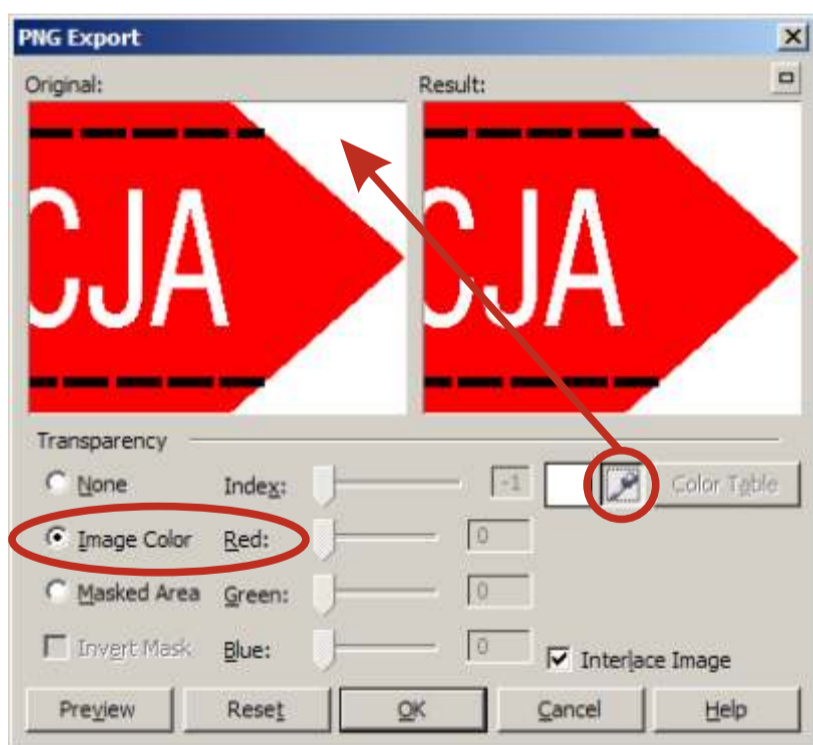 PNG Export
Original: Result:
CJA CJA
Transparency
None Index: -1 Color Table
Image Color Red: 0
Masked Area Green: 0
Invert Mask Blue: 0 Interlace Image
Preview Reset OK Cancel Help